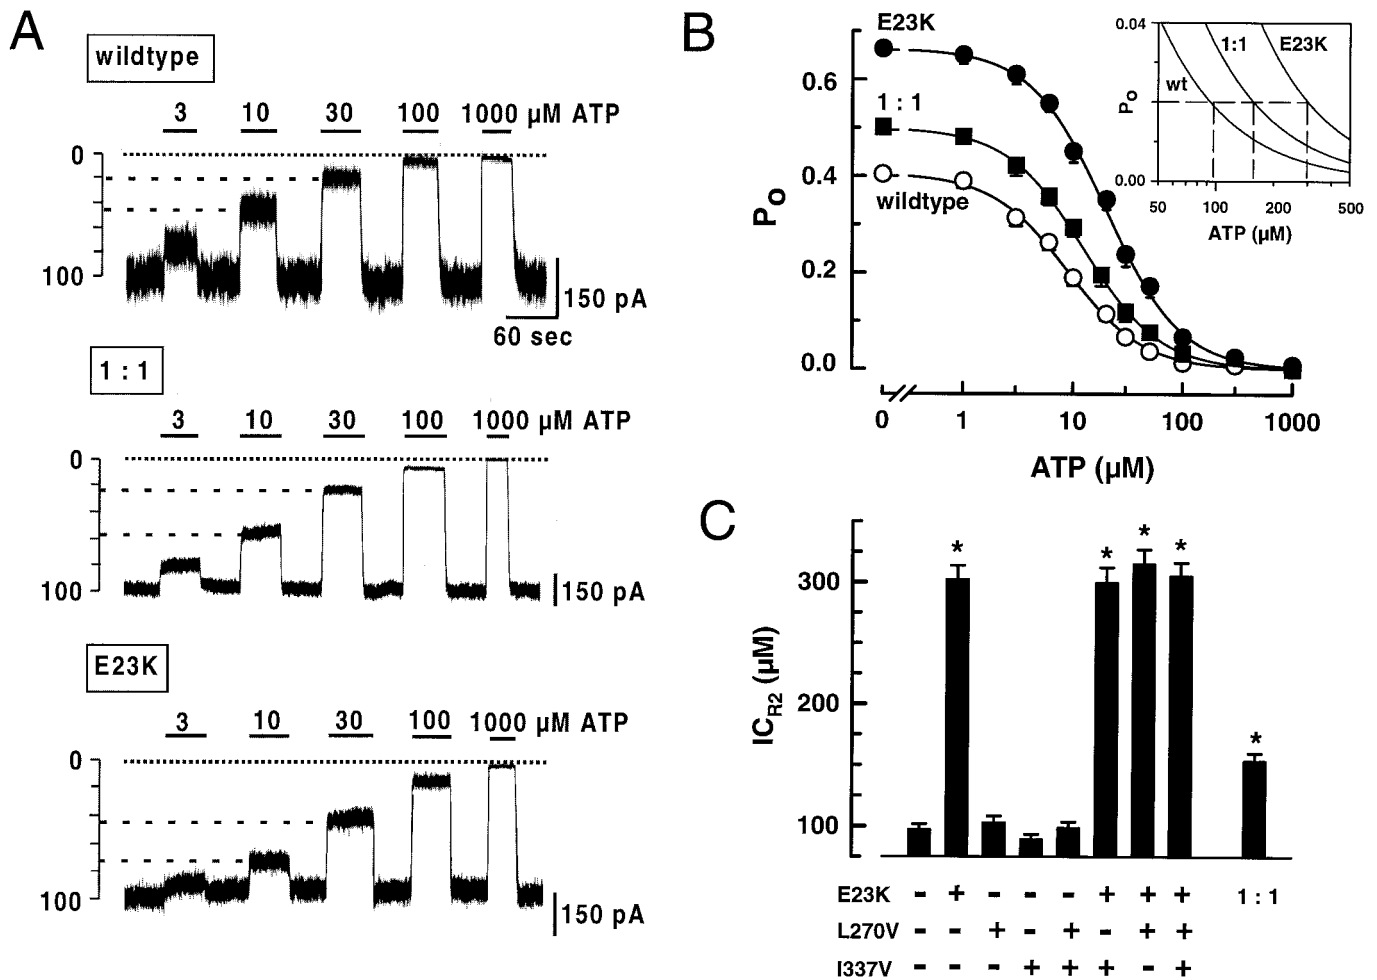 A
wildtype
3 10 30 100 1000 µM ATP
0
100
150 pA
60 sec
1 : 1
3 10 30 100 1000 µM ATP
0
100
150 pA
E23K
3 10 30 100 1000 µM ATP
0
100
150 pA
B
E23K
1 : 1
wildtype
Po
0.6
0.4
0.2
0.0
0 1 10 100 1000
ATP (µM)
0.04
1:1 E23K
wt
Po
0.00
50 100 200 500
ATP (µM)
C
ICR2 (µM)
300
200
100
* * * * *
E23K - + - - - + + + 1 : 1
L270V - - + - + - + +
I337V - - - + + + - +